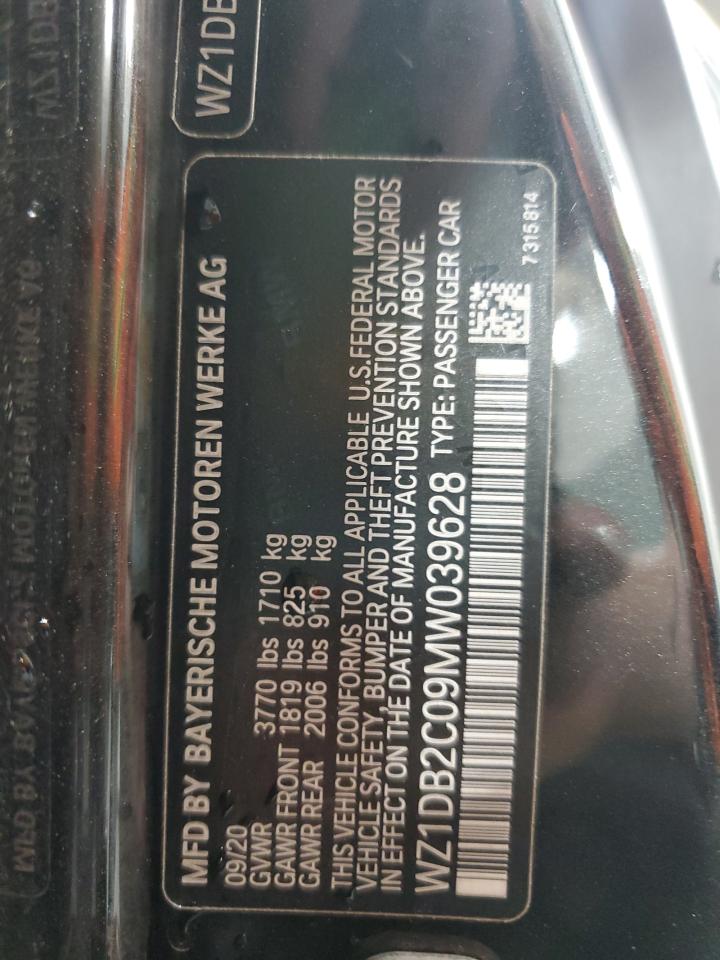 WZ1DB
MFD BY BAYERISCHE MOTOREN WERKE AG
09/20
GVWR 3770 lbs 1710 kg
GAWR FRONT 1819 lbs 825 kg
GAWR REAR 2006 lbs 910 kg
THIS VEHICLE CONFORMS TO ALL APPLICABLE U.S.FEDERAL MOTOR
VEHICLE SAFETY, BUMPER AND THEFT PREVENTION STANDARDS
IN EFFECT ON THE DATE OF MANUFACTURE SHOWN ABOVE.
WZ1DB2C09MW039628 TYPE: PASSENGER CAR
7315814